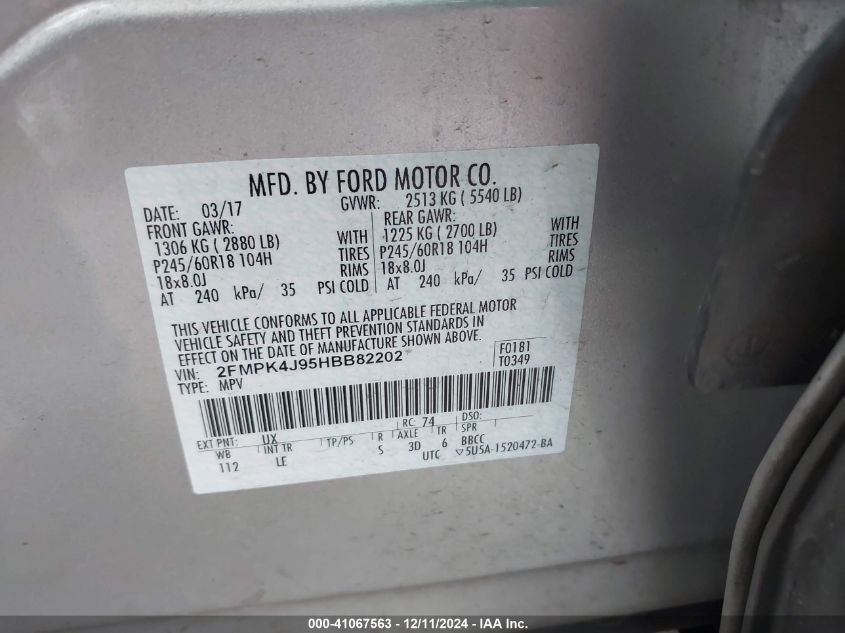 MFD. BY FORD MOTOR CO.
DATE: 03/17 GVWR: 2513 KG ( 5540 LB)
FRONT GAWR: REAR GAWR:
1306 KG ( 2880 LB) WITH 1225 KG ( 2700 LB) WITH
P245/60R18 104H TIRES P245/60R18 104H TIRES
18x8.0J RIMS 18x8.0J RIMS
AT 240 kPa/ 35 PSI COLD AT 240 kPa/ 35 PSI COLD
THIS VEHICLE CONFORMS TO ALL APPLICABLE FEDERAL MOTOR
VEHICLE SAFETY AND THEFT PREVENTION STANDARDS IN
EFFECT ON THE DATE OF MANUFACTURE SHOWN ABOVE.
VIN: 2FMPK4J95HBB82202 F0181
TYPE: MPV T0349
EXT PNT: UX RC: 74 DSO:
WB INT TR TP/PS R AXLE TR SPR
112 LE S 3D 6 BBCC
UTC ▽5U5A-1520472-BA
000-41067563 - 12/11/2024 - IAA Inc.